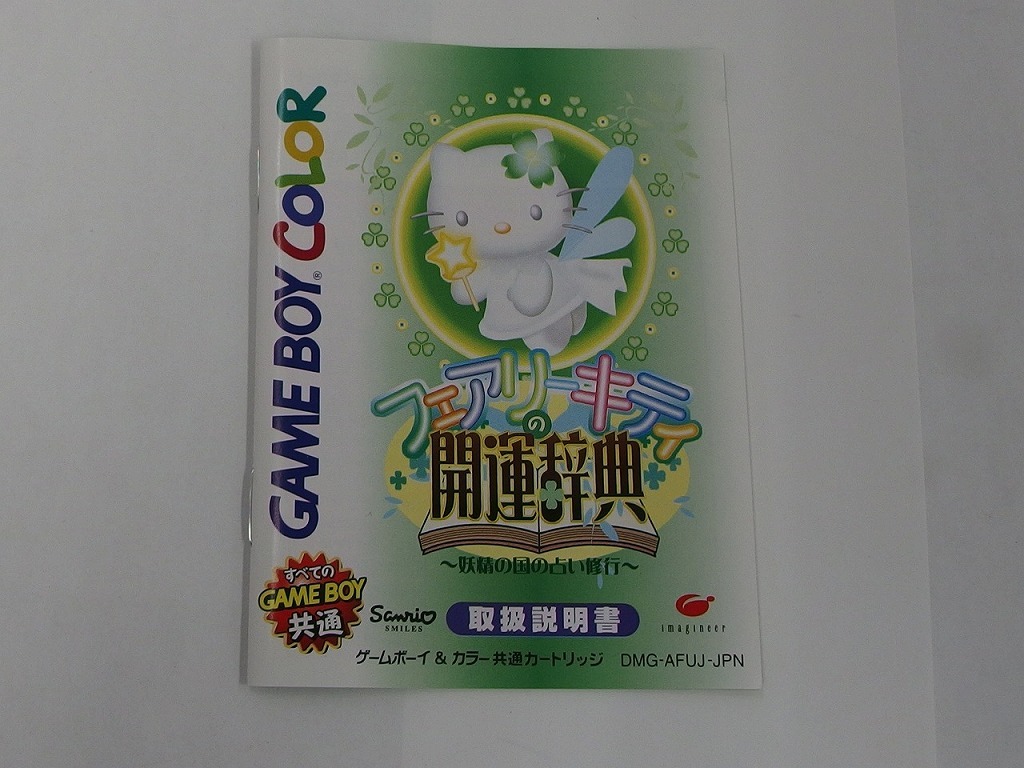 GAME BOY® COLOR
フェアリーキティ
の
開運辞典
～妖精の国の占い修行～
すべての
GAME BOY
共通
Sanrio
SMILES
取扱説明書
imagineer
ゲームボーイ & カラー共通カートリッジ DMG-AFUJ-JPN